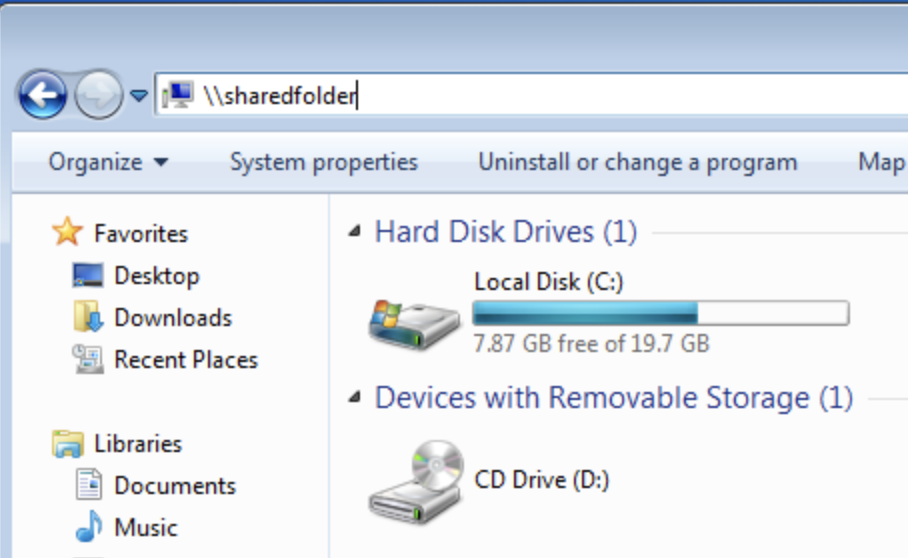 \\sharedfolder
Organize System properties Uninstall or change a program Map
Favorites
Desktop
Downloads
Recent Places
Libraries
Documents
Music
Hard Disk Drives (1)
Local Disk (C:)
7.87 GB free of 19.7 GB
Devices with Removable Storage (1)
CD Drive (D:)